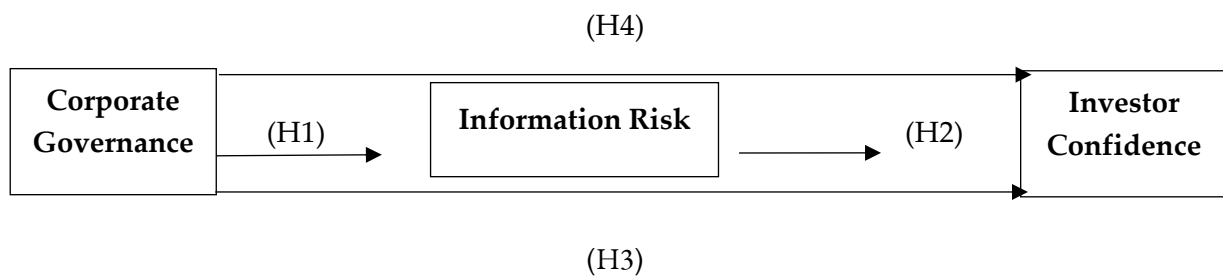 (H4)
Corporate
Governance
(H1)
Information Risk
(H2)
Investor
Confidence
(H3)